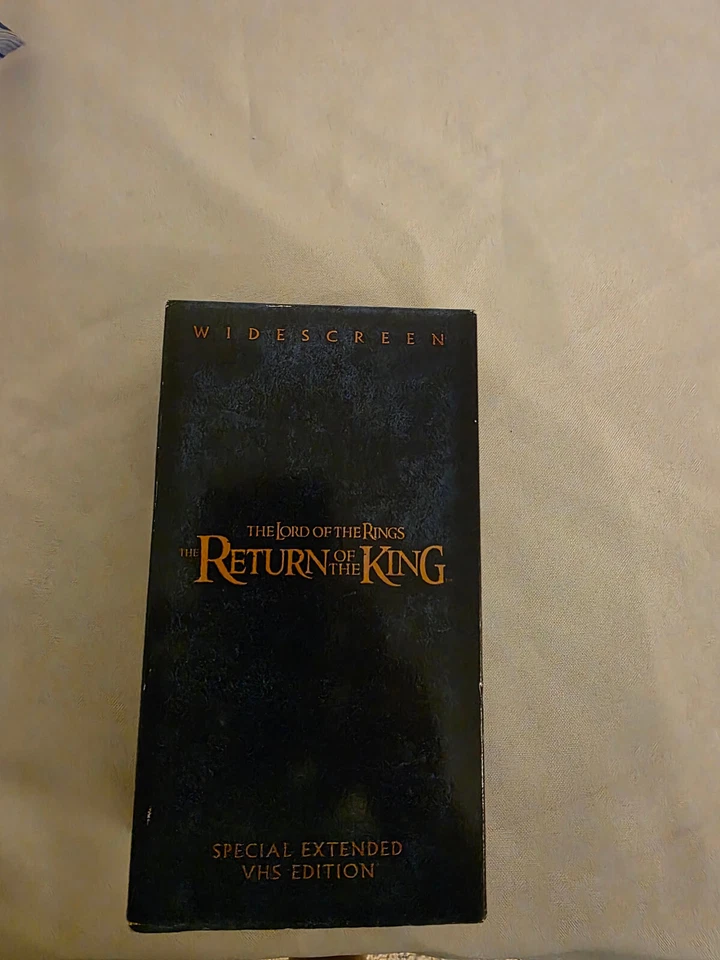 WIDESCREEN
THE LORD OF THE RINGS
THE RETURN OF THE KING
SPECIAL EXTENDED
VHS EDITION